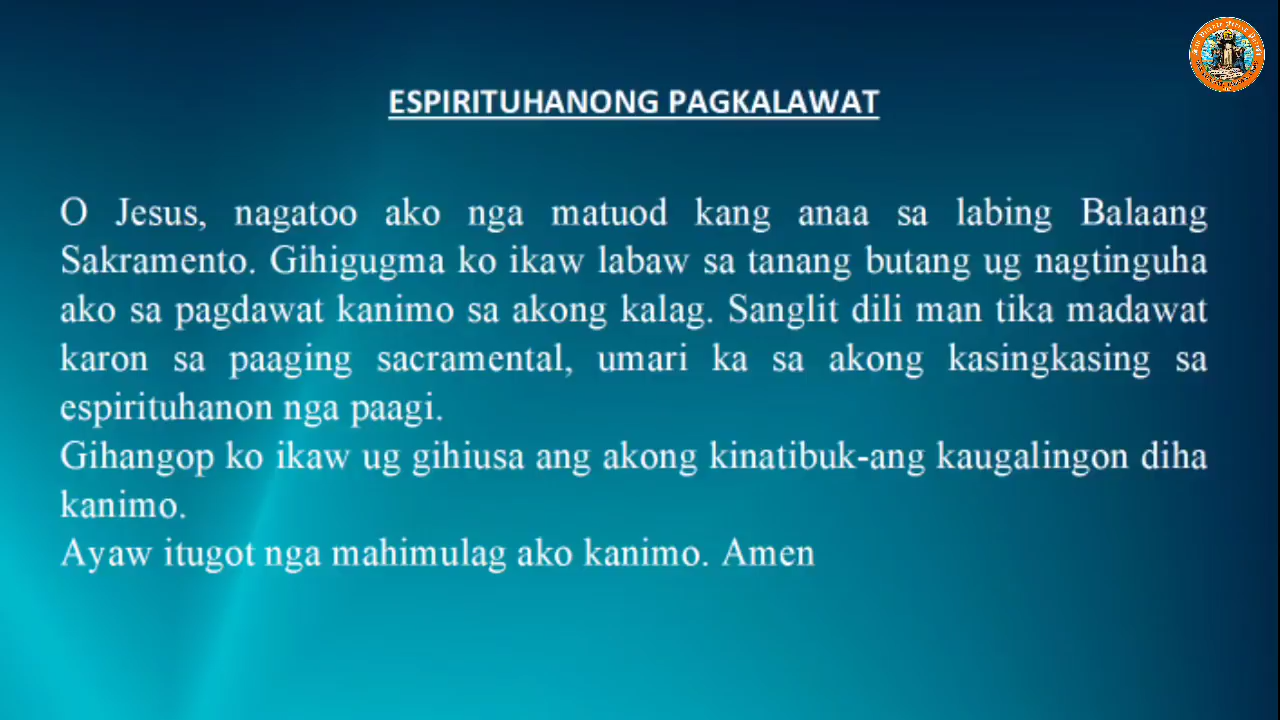 ESPIRITUHANONG PAGKALAWAT
O Jesus, nagatoo ako nga matuod kang anaa sa labing Balaang
Sakramento. Gihigugma ko ikaw labaw sa tanang butang ug nagtinguha
ako sa pagdawat kanimo sa akong kalag. Sanglit dili man tika madawat
karon sa paaging sacramental, umari ka sa akong kasingkasing sa
espirituhanon nga paagi.
Gihangop ko ikaw ug gihiusa ang akong kinatibuk-ang kaugalingon diha
kanimo.
Ayaw itugot nga mahimulag ako kanimo. Amen